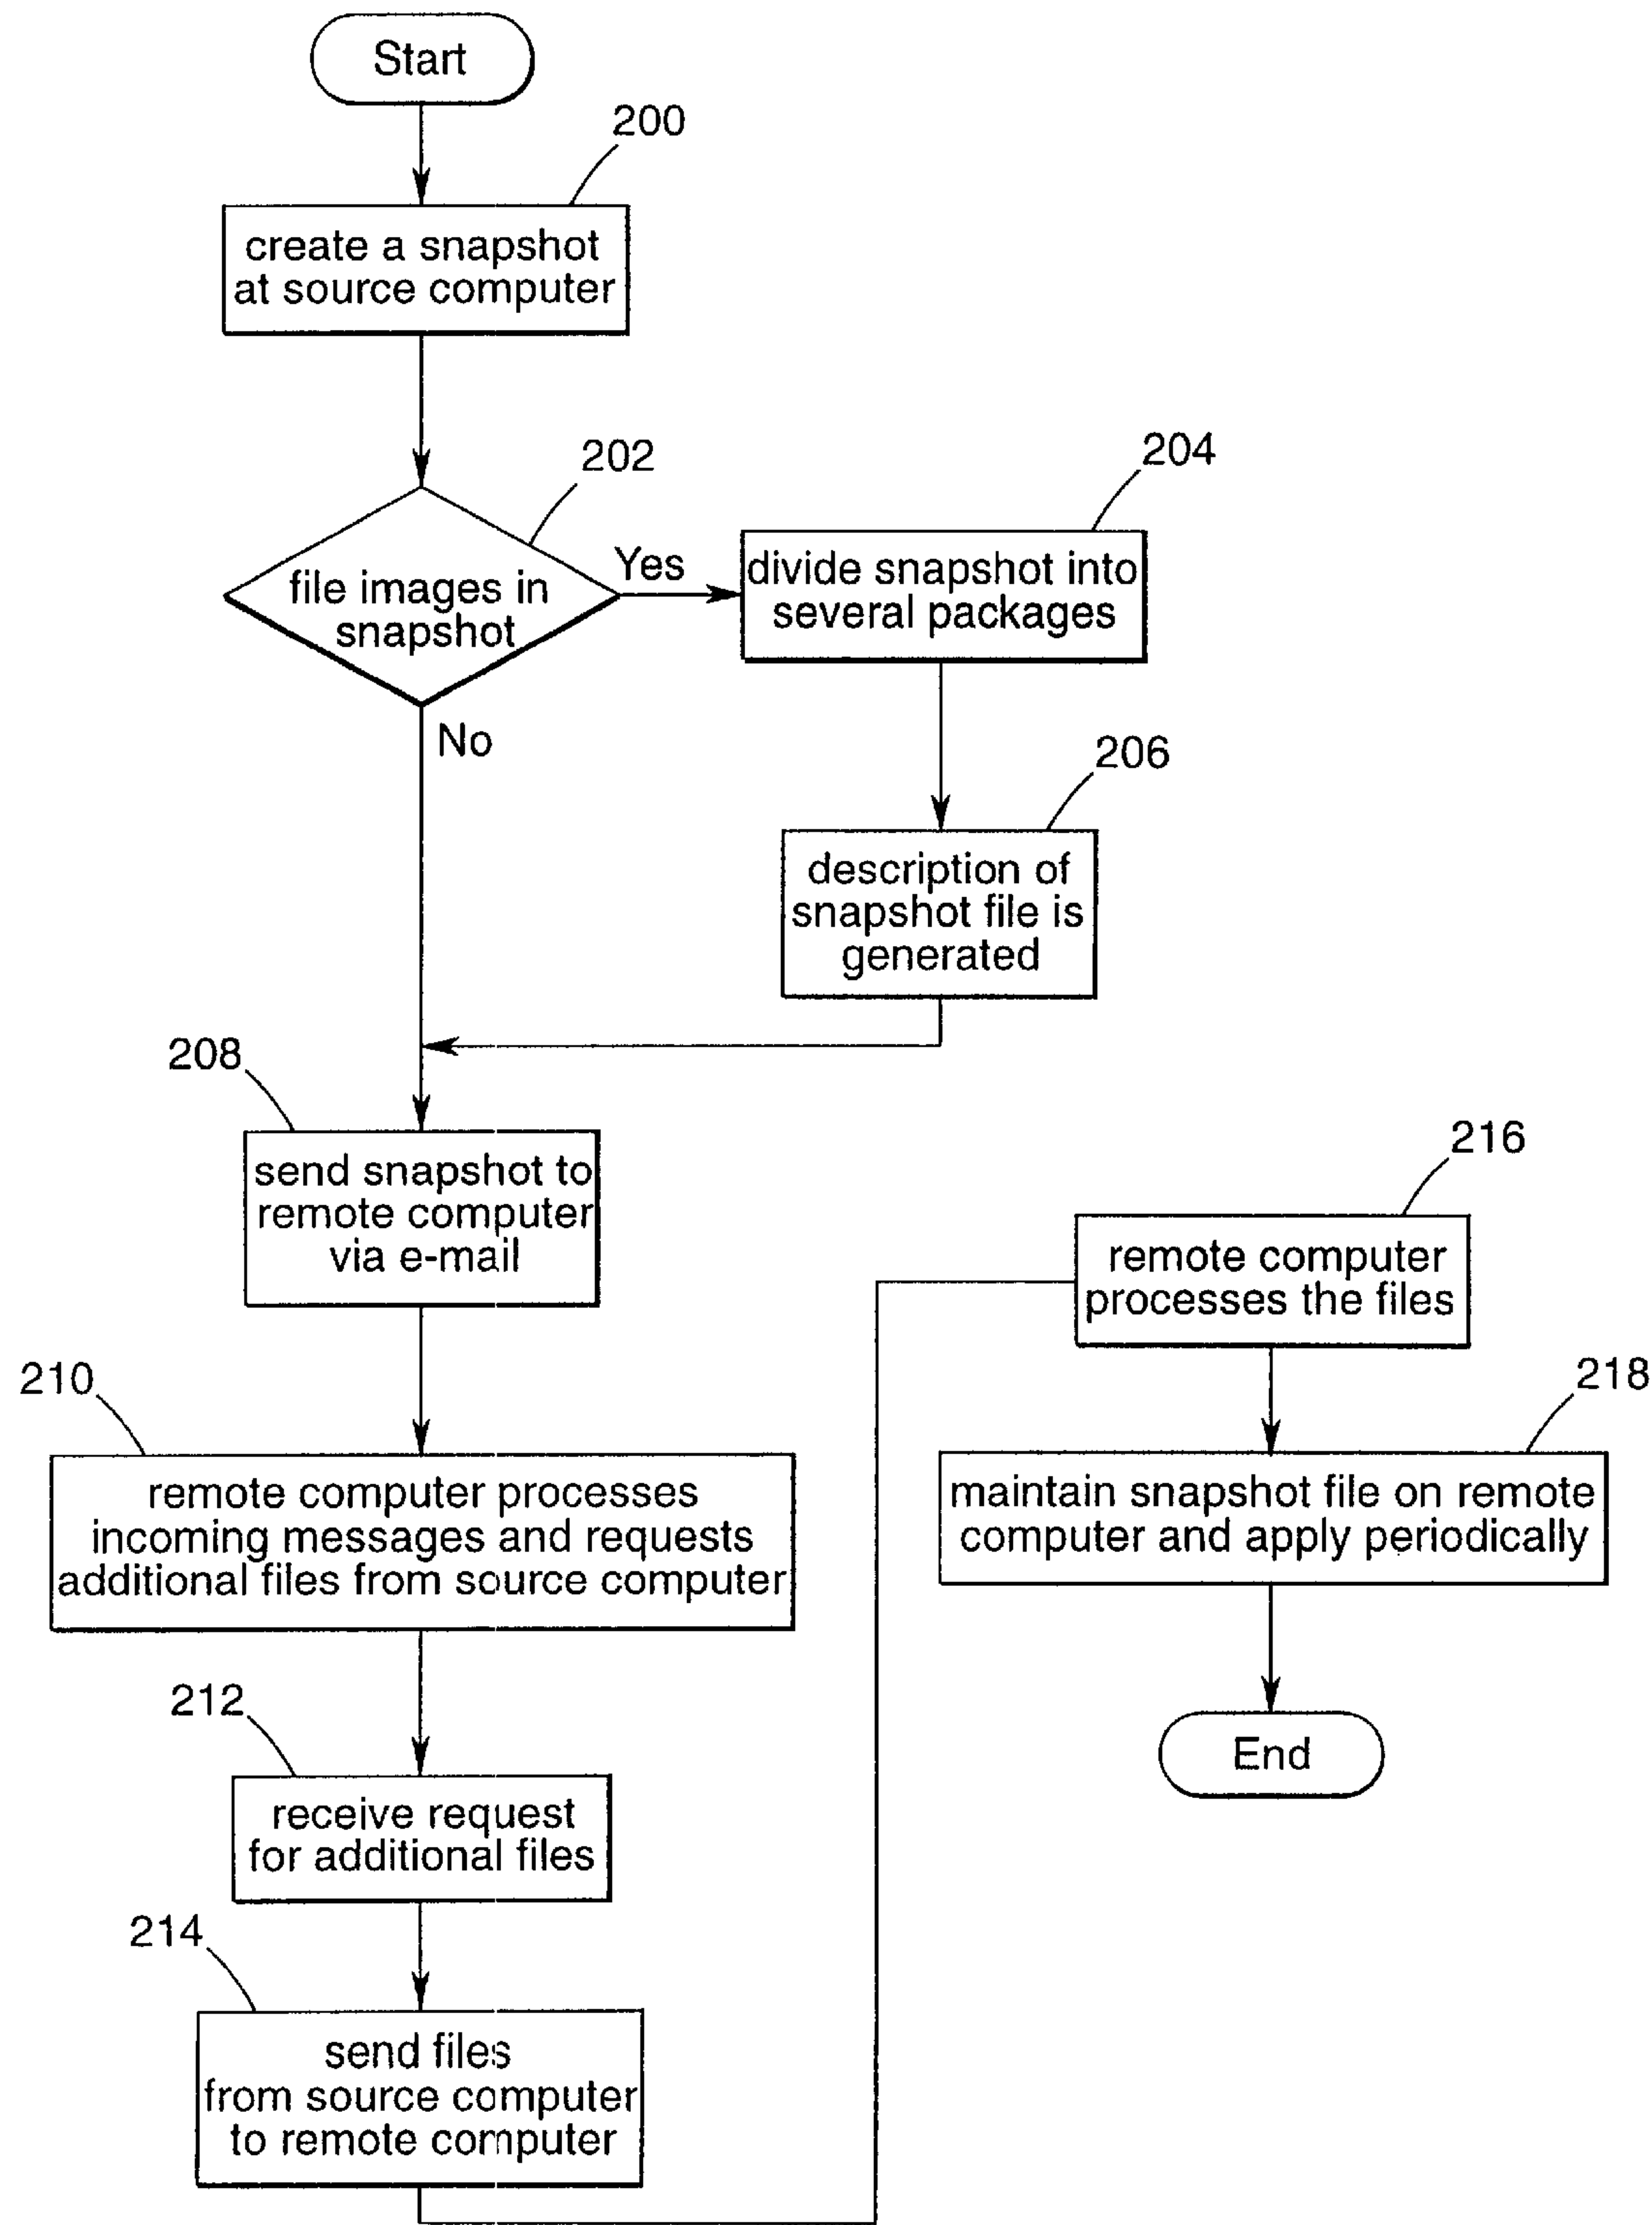 Start
200
create a snapshot
at source computer
202
file images in
snapshot
Yes
No
204
divide snapshot into
several packages
206
description of
snapshot file is
generated
208
send snapshot to
remote computer
via e-mail
210
remote computer processes
incoming messages and requests
additional files from source computer
212
receive request
for additional files
214
send files
from source computer
to remote computer
216
remote computer
processes the files
218
maintain snapshot file on remote
computer and apply periodically
End